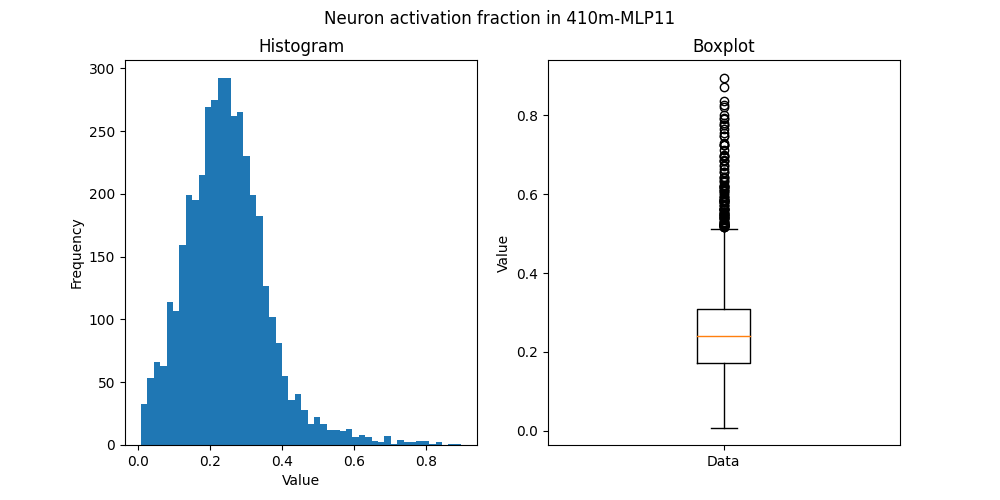 Neuron activation fraction in 410m-MLP11
Histogram
Boxplot
300
250
200
150
100
50
0
Frequency
0.0 0.2 0.4 0.6 0.8
Value
0.8
0.6
0.4
0.2
0.0
Value
Data